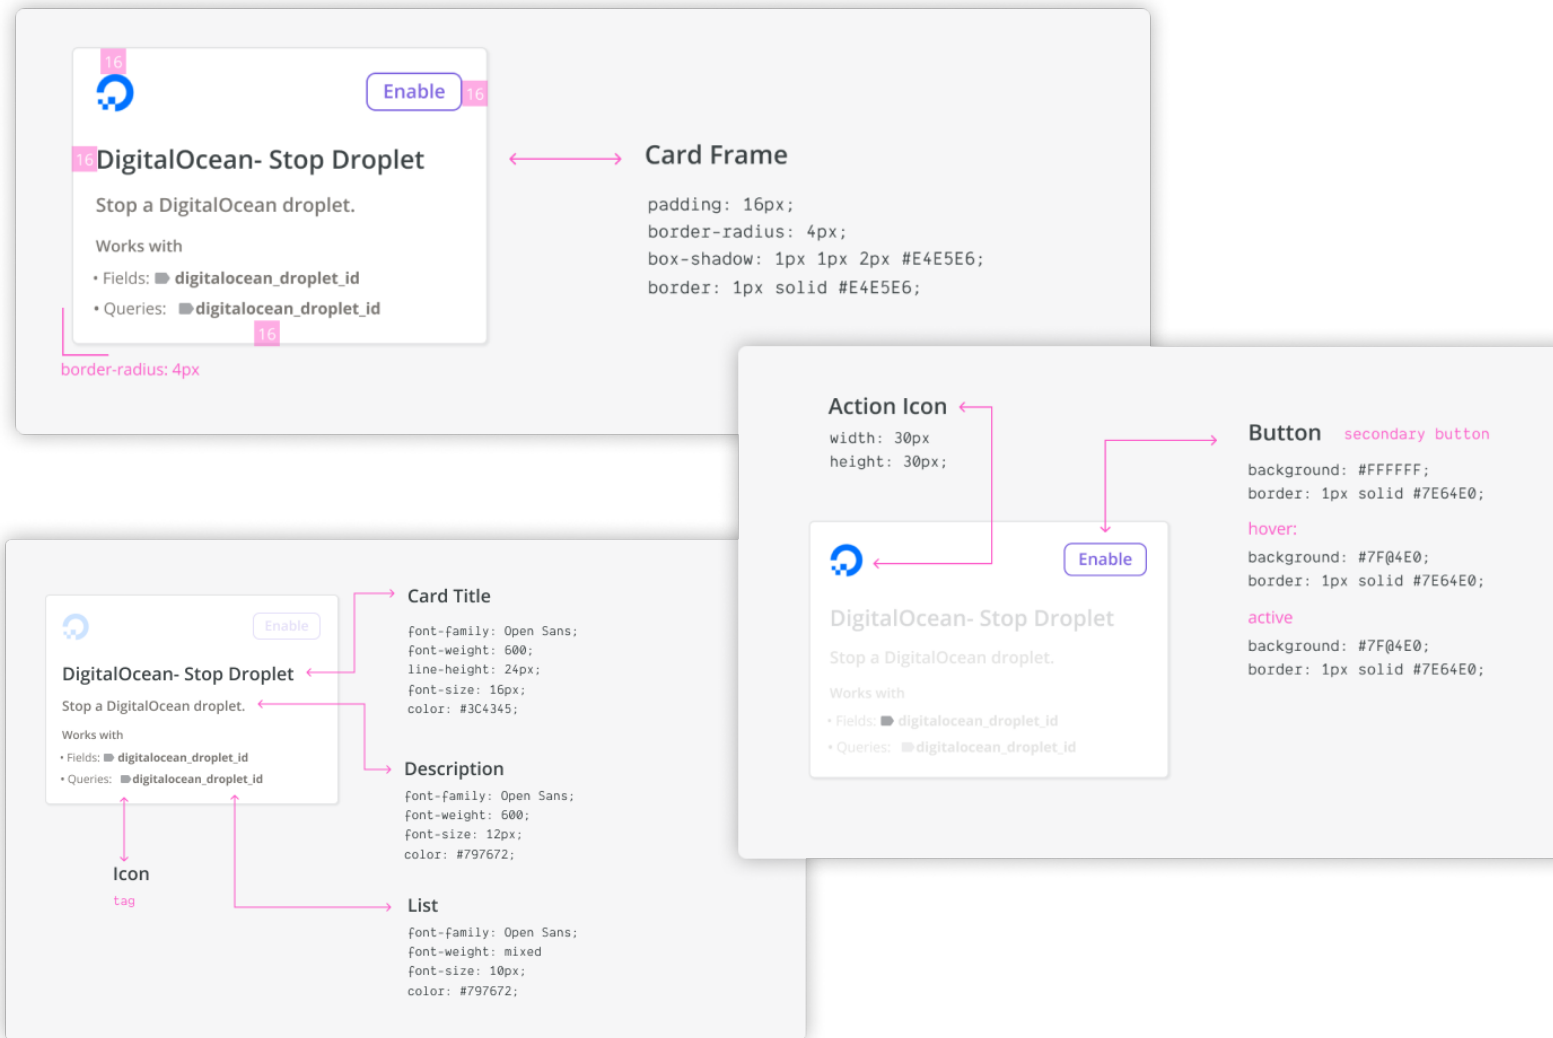 16
Enable
16
16
DigitalOcean- Stop Droplet
Stop a DigitalOcean droplet.
Works with
• Fields: digitalocean_droplet_id
• Queries: digitalocean_droplet_id
16
border-radius: 4px
Card Frame
padding: 16px;
border-radius: 4px;
box-shadow: 1px 1px 2px #E4E5E6;
border: 1px solid #E4E5E6;
Action Icon
width: 30px
height: 30px;
Enable
DigitalOcean- Stop Droplet
Stop a DigitalOcean droplet.
Works with
• Fields: digitalocean_droplet_id
• Queries: digitalocean_droplet_id
Button secondary button
background: #FFFFFF;
border: 1px solid #7E64E0;
hover:
background: #7F@4E0;
border: 1px solid #7E64E0;
active
background: #7F@4E0;
border: 1px solid #7E64E0;
Enable
DigitalOcean- Stop Droplet
Stop a DigitalOcean droplet.
Works with
• Fields: digitalocean_droplet_id
• Queries: digitalocean_droplet_id
Icon
tag
Card Title
font-family: Open Sans;
font-weight: 600;
line-height: 24px;
font-size: 16px;
color: #3C4345;
Description
font-family: Open Sans;
font-weight: 600;
font-size: 12px;
color: #797672;
List
font-family: Open Sans;
font-weight: mixed
font-size: 10px;
color: #797672;